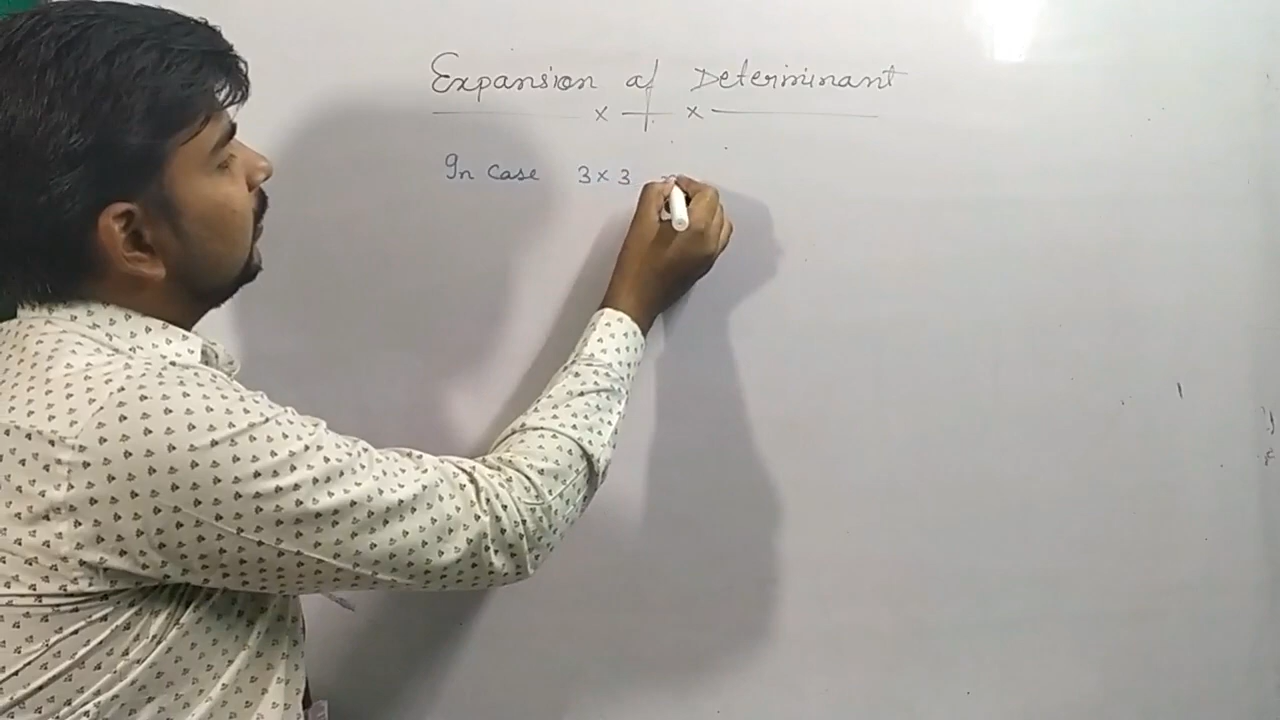 Expansion of Determinant
× ×
In case 3×3